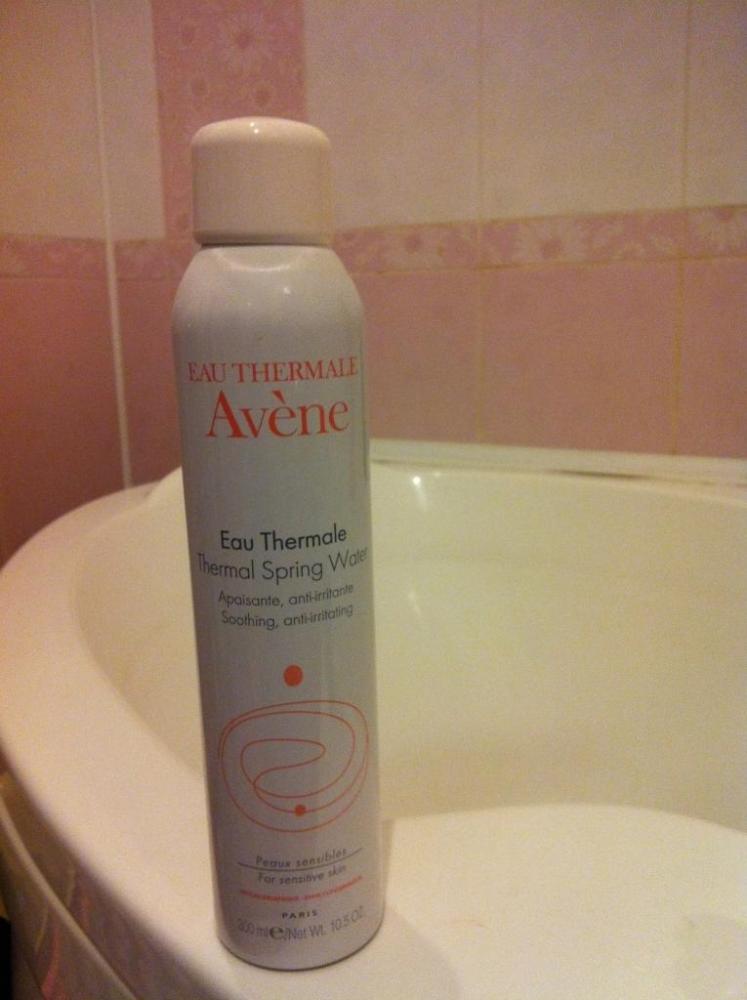 EAU THERMALE
Avène
Eau Thermale
Thermal Spring Water
Apaisante, anti-irritante
Soothing, anti-irritating
Peaux sensibles
For sensitive skin
PARIS
300 ml e/Net Wt. 10.5 OZ.